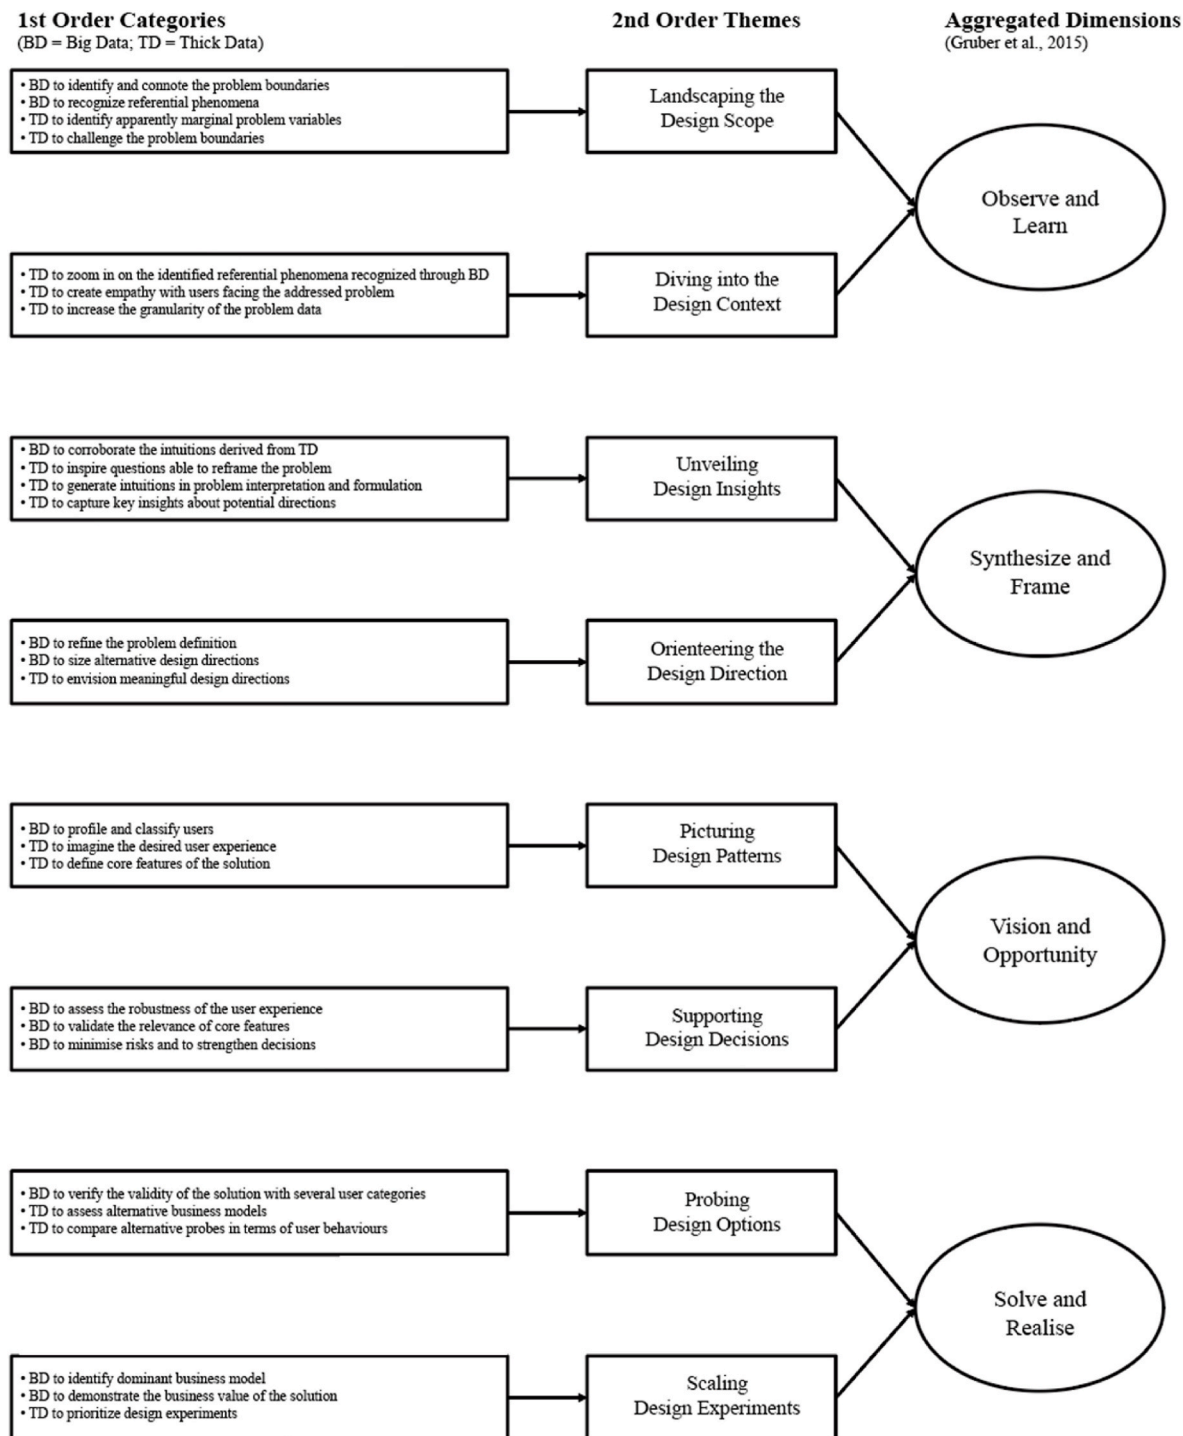 1st Order Categories
(BD = Big Data; TD = Thick Data)
2nd Order Themes
Aggregated Dimensions
(Gruber et al., 2015)
• BD to identify and connote the problem boundaries
• BD to recognize referential phenomena
• TD to identify apparently marginal problem variables
• TD to challenge the problem boundaries
Landscaping the
Design Scope
Observe and
Learn
• TD to zoom in on the identified referential phenomena recognized through BD
• TD to create empathy with users facing the addressed problem
• TD to increase the granularity of the problem data
Diving into the
Design Context
• BD to corroborate the intuitions derived from TD
• TD to inspire questions able to reframe the problem
• TD to generate intuitions in problem interpretation and formulation
• TD to capture key insights about potential directions
Unveiling
Design Insights
Synthesize and
Frame
• BD to refine the problem definition
• BD to size alternative design directions
• TD to envision meaningful design directions
Orienteering the
Design Direction
• BD to profile and classify users
• TD to imagine the desired user experience
• TD to define core features of the solution
Picturing
Design Patterns
Vision and
Opportunity
• BD to assess the robustness of the user experience
• BD to validate the relevance of core features
• BD to minimise risks and to strengthen decisions
Supporting
Design Decisions
• BD to verify the validity of the solution with several user categories
• TD to assess alternative business models
• TD to compare alternative probes in terms of user behaviours
Probing
Design Options
Solve and
Realise
• BD to identify dominant business model
• BD to demonstrate the business value of the solution
• TD to prioritize design experiments
Scaling
Design Experiments